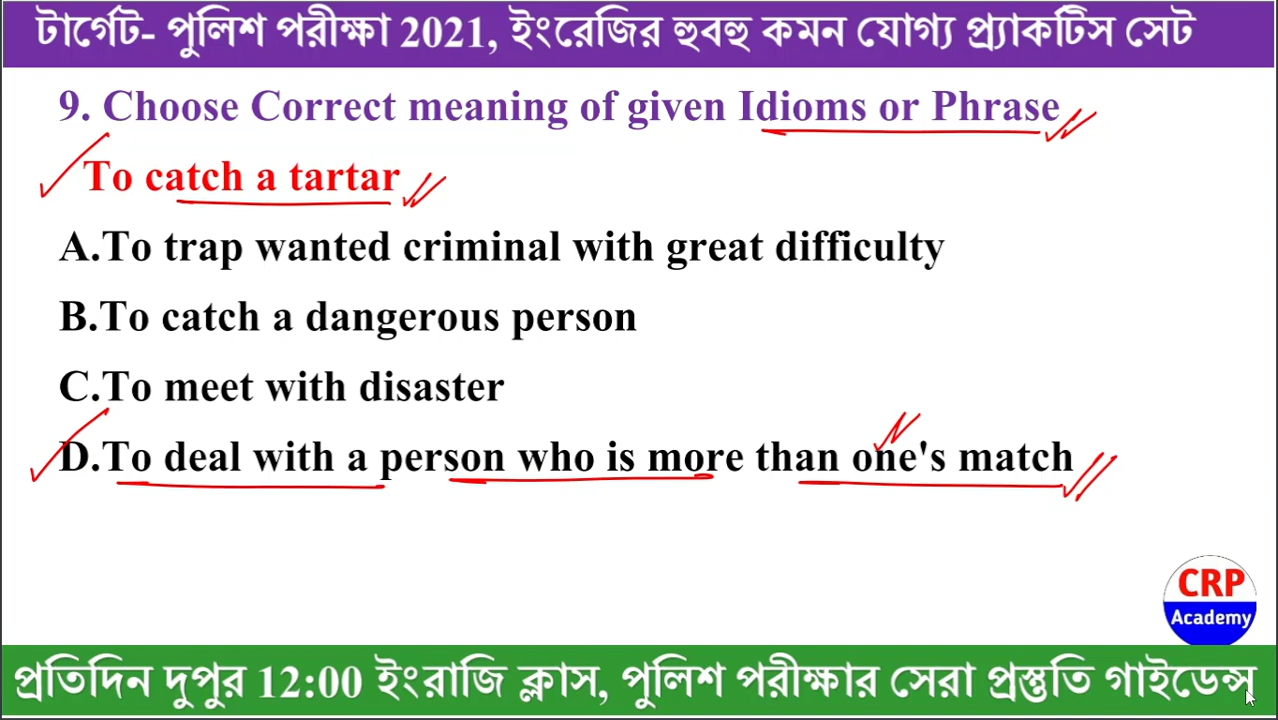 টার্গেট- পুলিশ পরীক্ষা 2021, ইংরেজির হুবহু কমন যোগ্য প্র্যাকটিস সেট
9. Choose Correct meaning of given Idioms or Phrase
To catch a tartar
A.To trap wanted criminal with great difficulty
B.To catch a dangerous person
C.To meet with disaster
D.To deal with a person who is more than one's match
CRP
Academy
প্রতিদিন দুপুর 12:00 ইংরাজি ক্লাস, পুলিশ পরীক্ষার সেরা প্রস্তুতি গাইডেন্স